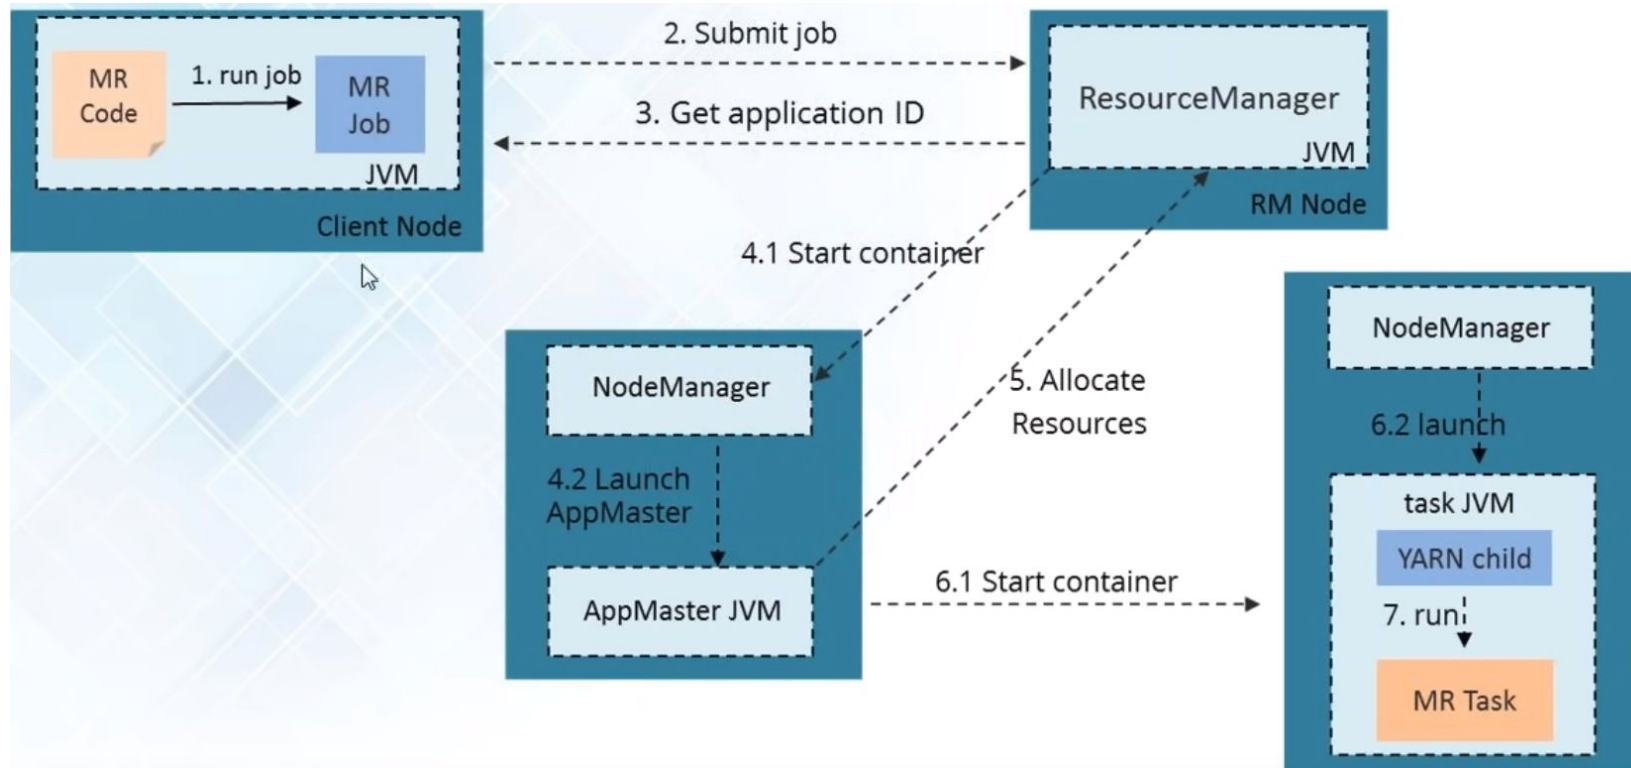 MR
Code
1. run job
MR
Job
JVM
Client Node
2. Submit job
3. Get application ID
ResourceManager
JVM
RM Node
4.1 Start container
NodeManager
4.2 Launch
AppMaster
AppMaster JVM
5. Allocate
Resources
6.1 Start container
NodeManager
6.2 launch
task JVM
YARN child
7. run
MR Task